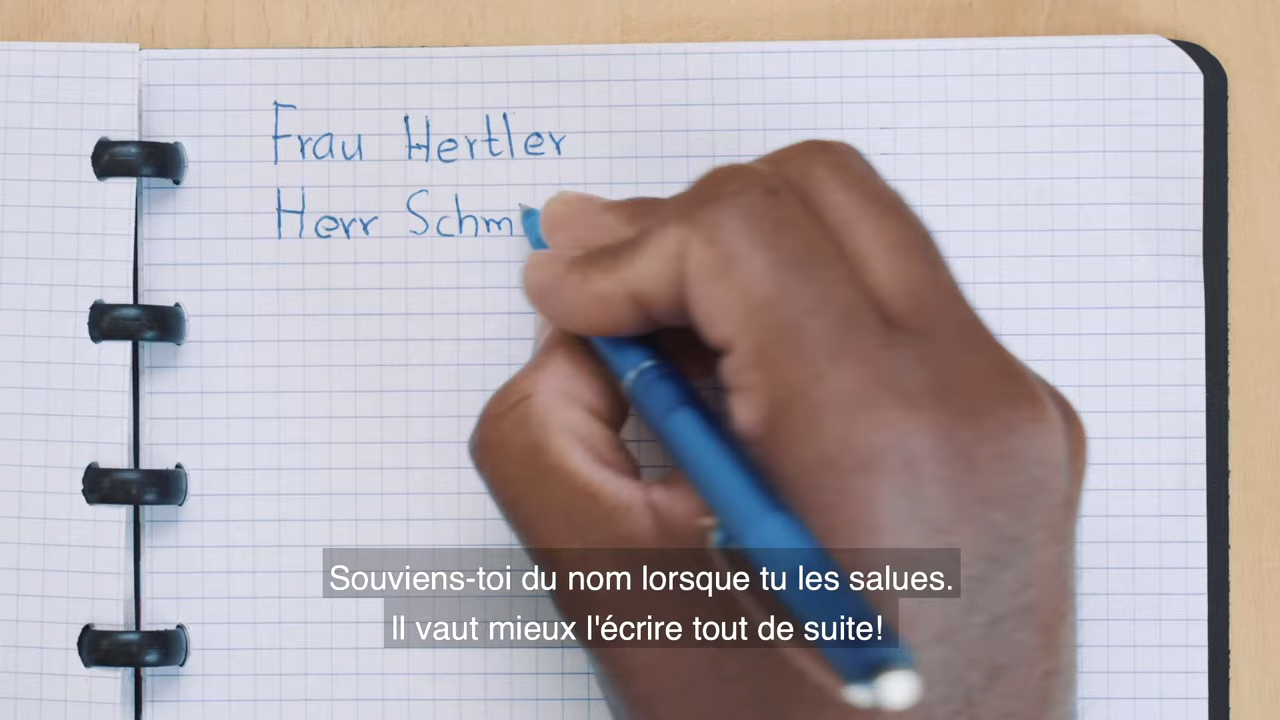 Frau Hertler
Herr Schm
Souviens-toi du nom lorsque tu les salues.
Il vaut mieux l'écrire tout de suite!